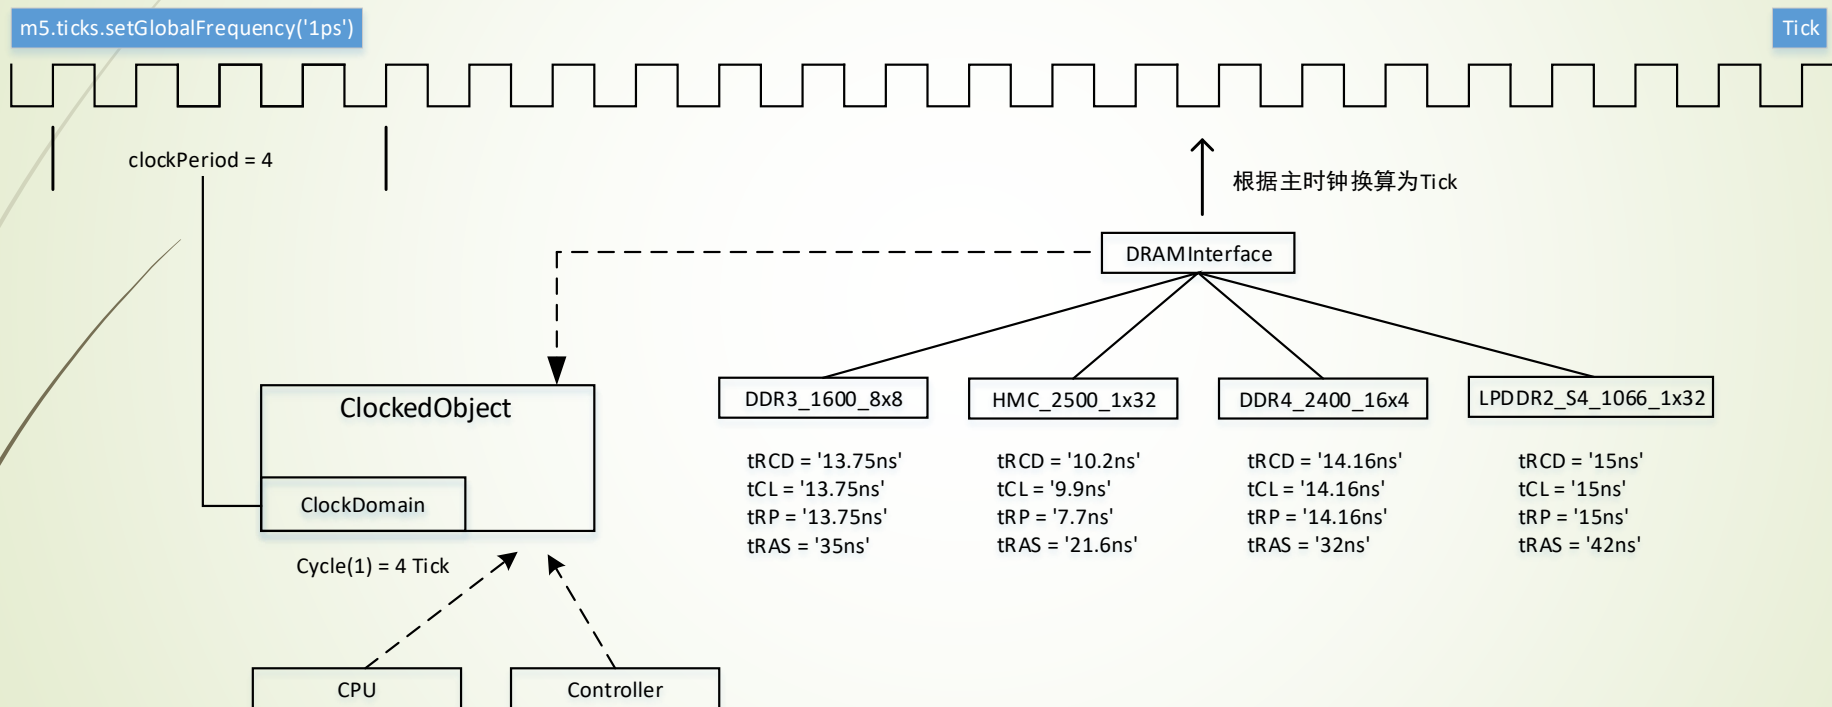 m5.ticks.setGlobalFrequency('1ps')
Tick
clockPeriod = 4
根据主时钟换算为Tick
DRAMInterface
ClockedObject
ClockDomain
Cycle(1) = 4 Tick
CPU
Controller
DDR3_1600_8x8
tRCD = '13.75ns'
tCL = '13.75ns'
tRP = '13.75ns'
tRAS = '35ns'
HMC_2500_1x32
tRCD = '10.2ns'
tCL = '9.9ns'
tRP = '7.7ns'
tRAS = '21.6ns'
DDR4_2400_16x4
tRCD = '14.16ns'
tCL = '14.16ns'
tRP = '14.16ns'
tRAS = '32ns'
LPDDR2_S4_1066_1x32
tRCD = '15ns'
tCL = '15ns'
tRP = '15ns'
tRAS = '42ns'